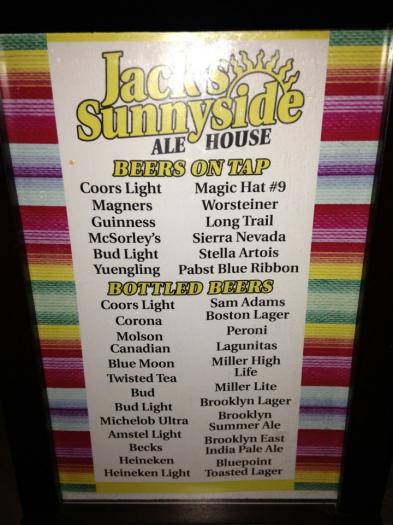 Jack's
Sunnyside
ALE HOUSE
BEERS ON TAP
Coors Light
Magners
Guinness
McSorley's
Bud Light
Yuengling
Magic Hat #9
Worsteiner
Long Trail
Sierra Nevada
Stella Artois
Pabst Blue Ribbon
BOTTLED BEERS
Coors Light
Corona
Molson
Canadian
Blue Moon
Twisted Tea
Bud
Bud Light
Michelob Ultra
Amstel Light
Becks
Heineken
Heineken Light
Sam Adams
Boston Lager
Peroni
Lagunitas
Miller High
Life
Miller Lite
Brooklyn Lager
Brooklyn
Summer Ale
Brooklyn East
India Pale Ale
Bluepoint
Toasted Lager